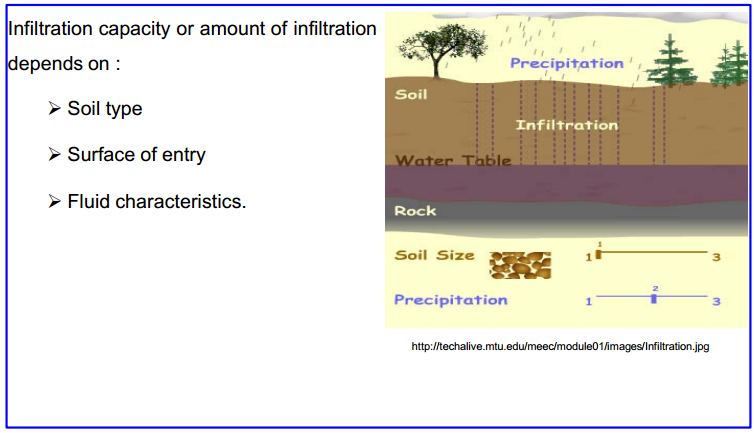 Infiltration capacity or amount of infiltration
depends on :
➢ Soil type
➢ Surface of entry
➢ Fluid characteristics.
Precipitation
Soil
Infiltration
Water Table
Rock
Soil Size
1
1
3
Precipitation
2
1
3
http://techalive.mtu.edu/meec/module01/images/Infiltration.jpg